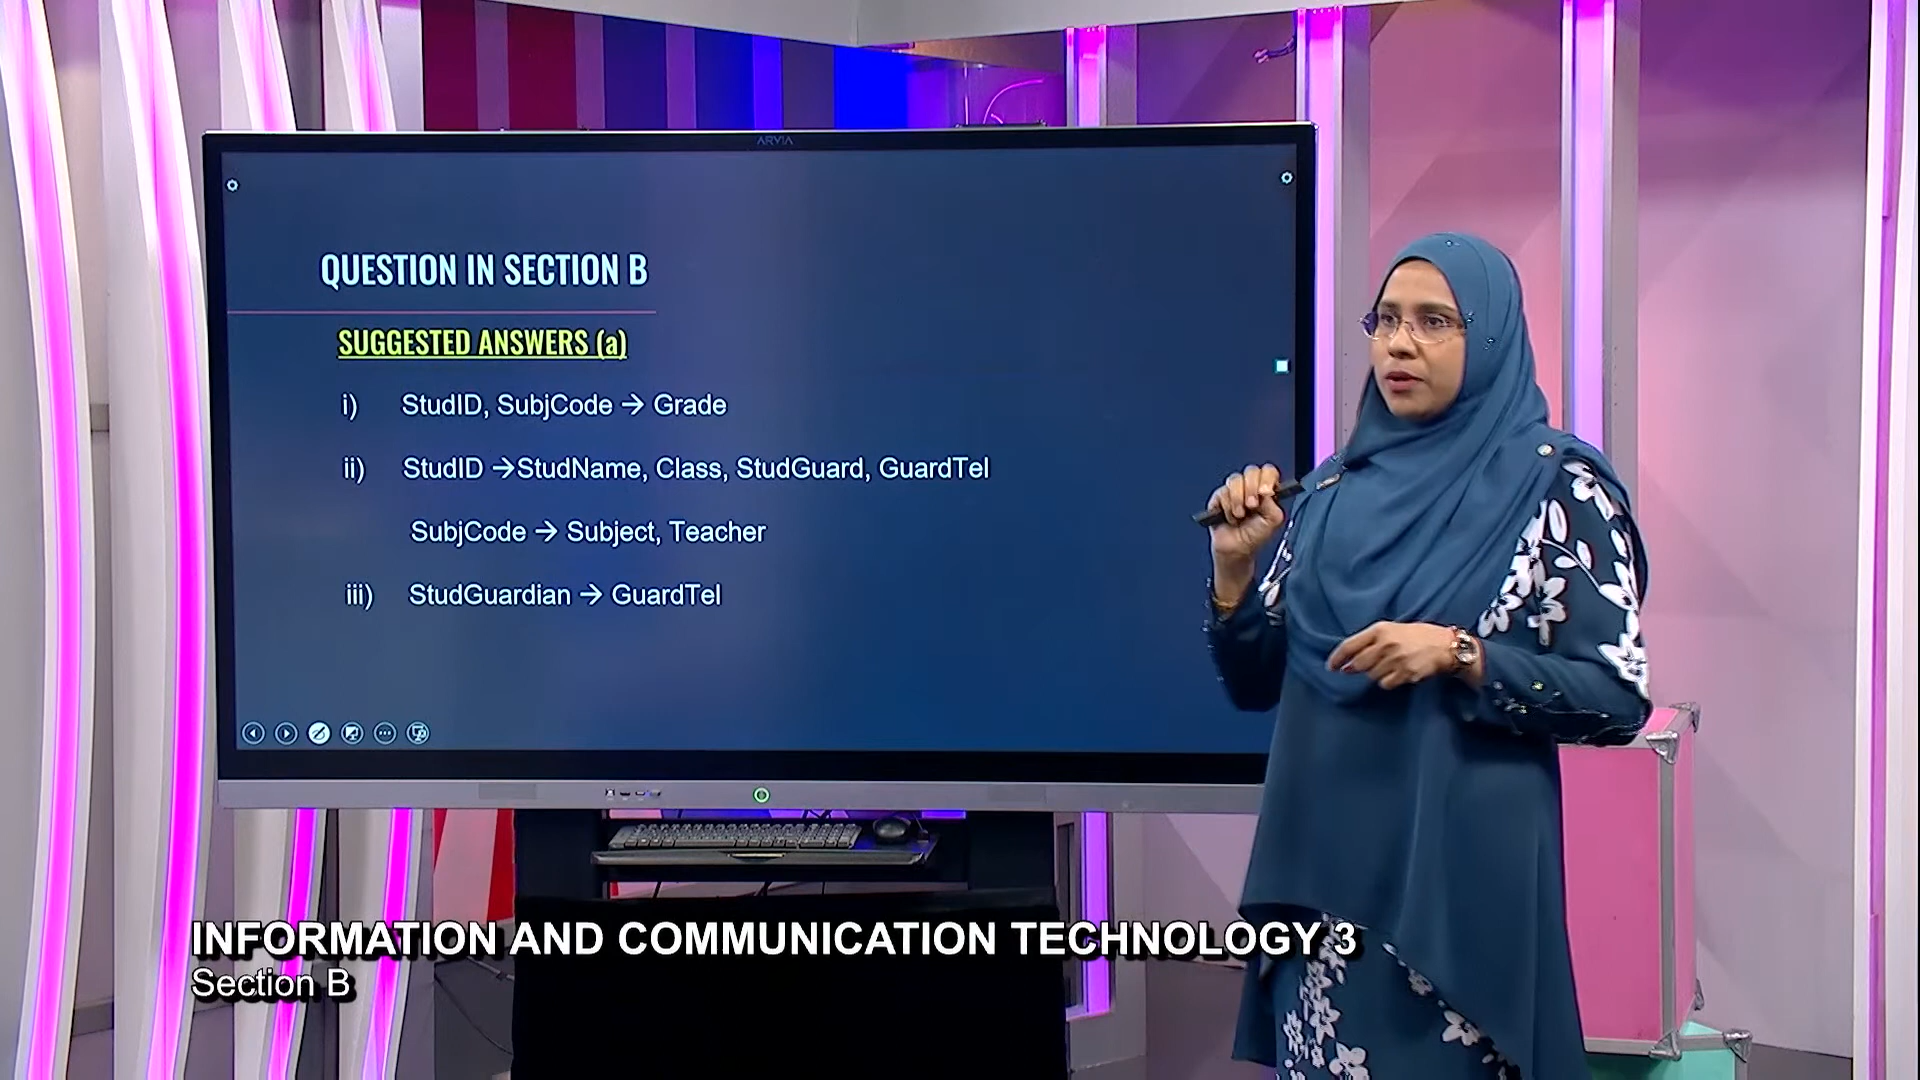 ARVIA
QUESTION IN SECTION B
SUGGESTED ANSWERS (a)
i) StudID, SubjCode → Grade
ii) StudID →StudName, Class, StudGuard, GuardTel
SubjCode → Subject, Teacher
iii) StudGuardian → GuardTel
INFORMATION AND COMMUNICATION TECHNOLOGY 3
Section B